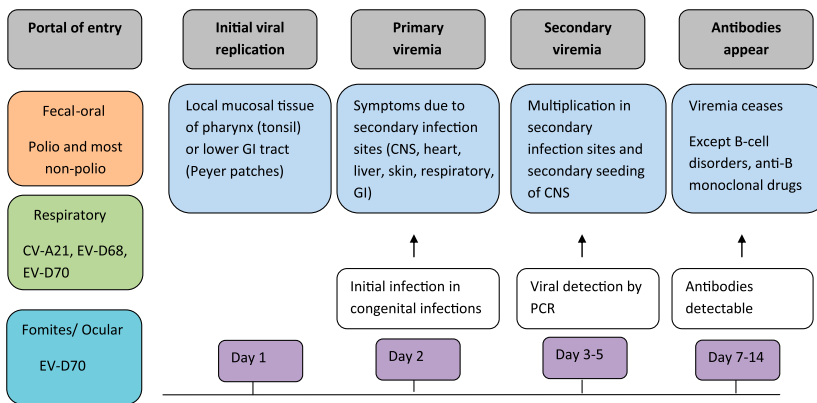 Portal of entry
Initial viral
replication
Primary
viremia
Secondary
viremia
Antibodies
appear
Fecal-oral
Polio and most
non-polio
Local mucosal tissue
of pharynx (tonsil)
or lower GI tract
(Peyer patches)
Symptoms due to
secondary infection
sites (CNS, heart,
liver, skin, respiratory,
GI)
Multiplication in
secondary
infection sites and
secondary seeding
of CNS
Viremia ceases
Except B-cell
disorders, anti-B
monoclonal drugs
Respiratory
CV-A21, EV-D68,
EV-D70
Initial infection in
congenital infections
Viral detection by
PCR
Antibodies
detectable
Fomites/ Ocular
EV-D70
Day 1
Day 2
Day 3-5
Day 7-14